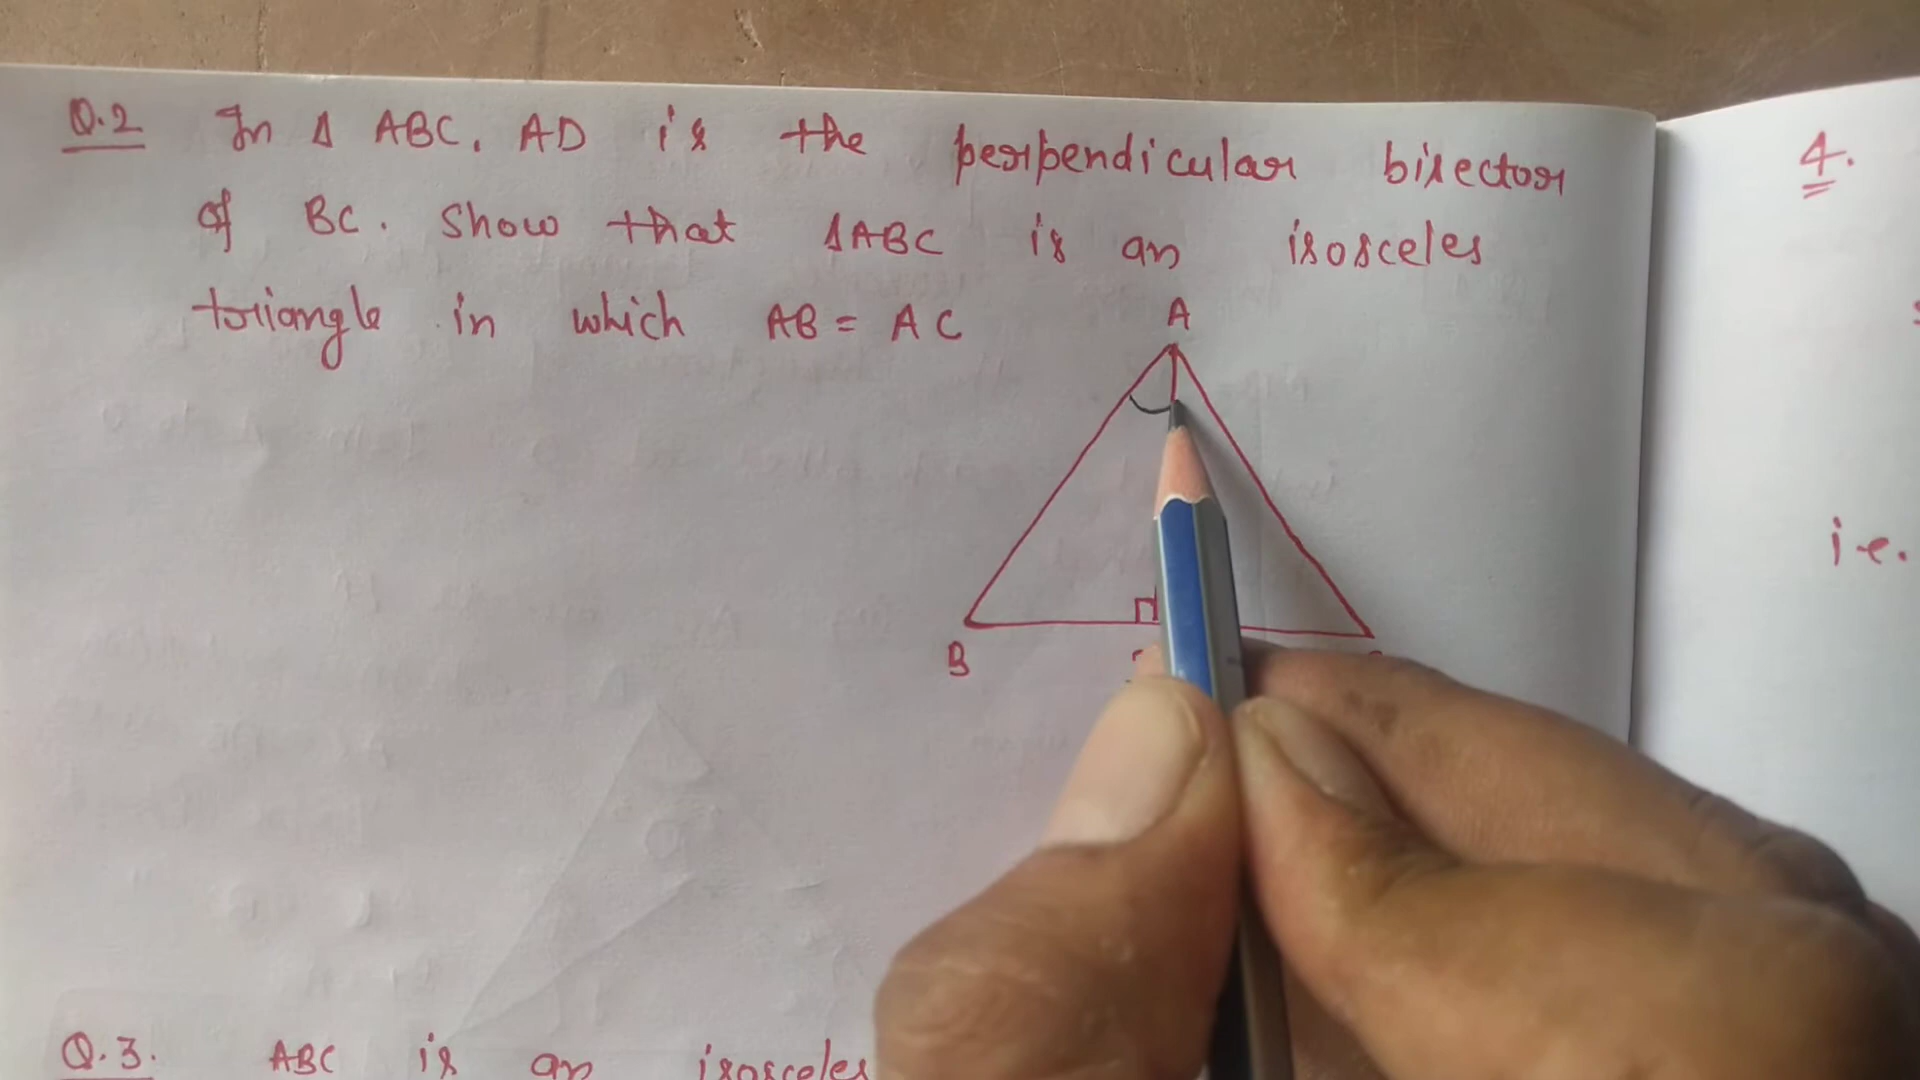 Q.2 In Δ ABC, AD is the perpendicular bisector
of BC. Show that ΔABC is an isosceles
triangle in which AB = AC
A
B
Q.3. ABC is an isosceles
4.
i.e.